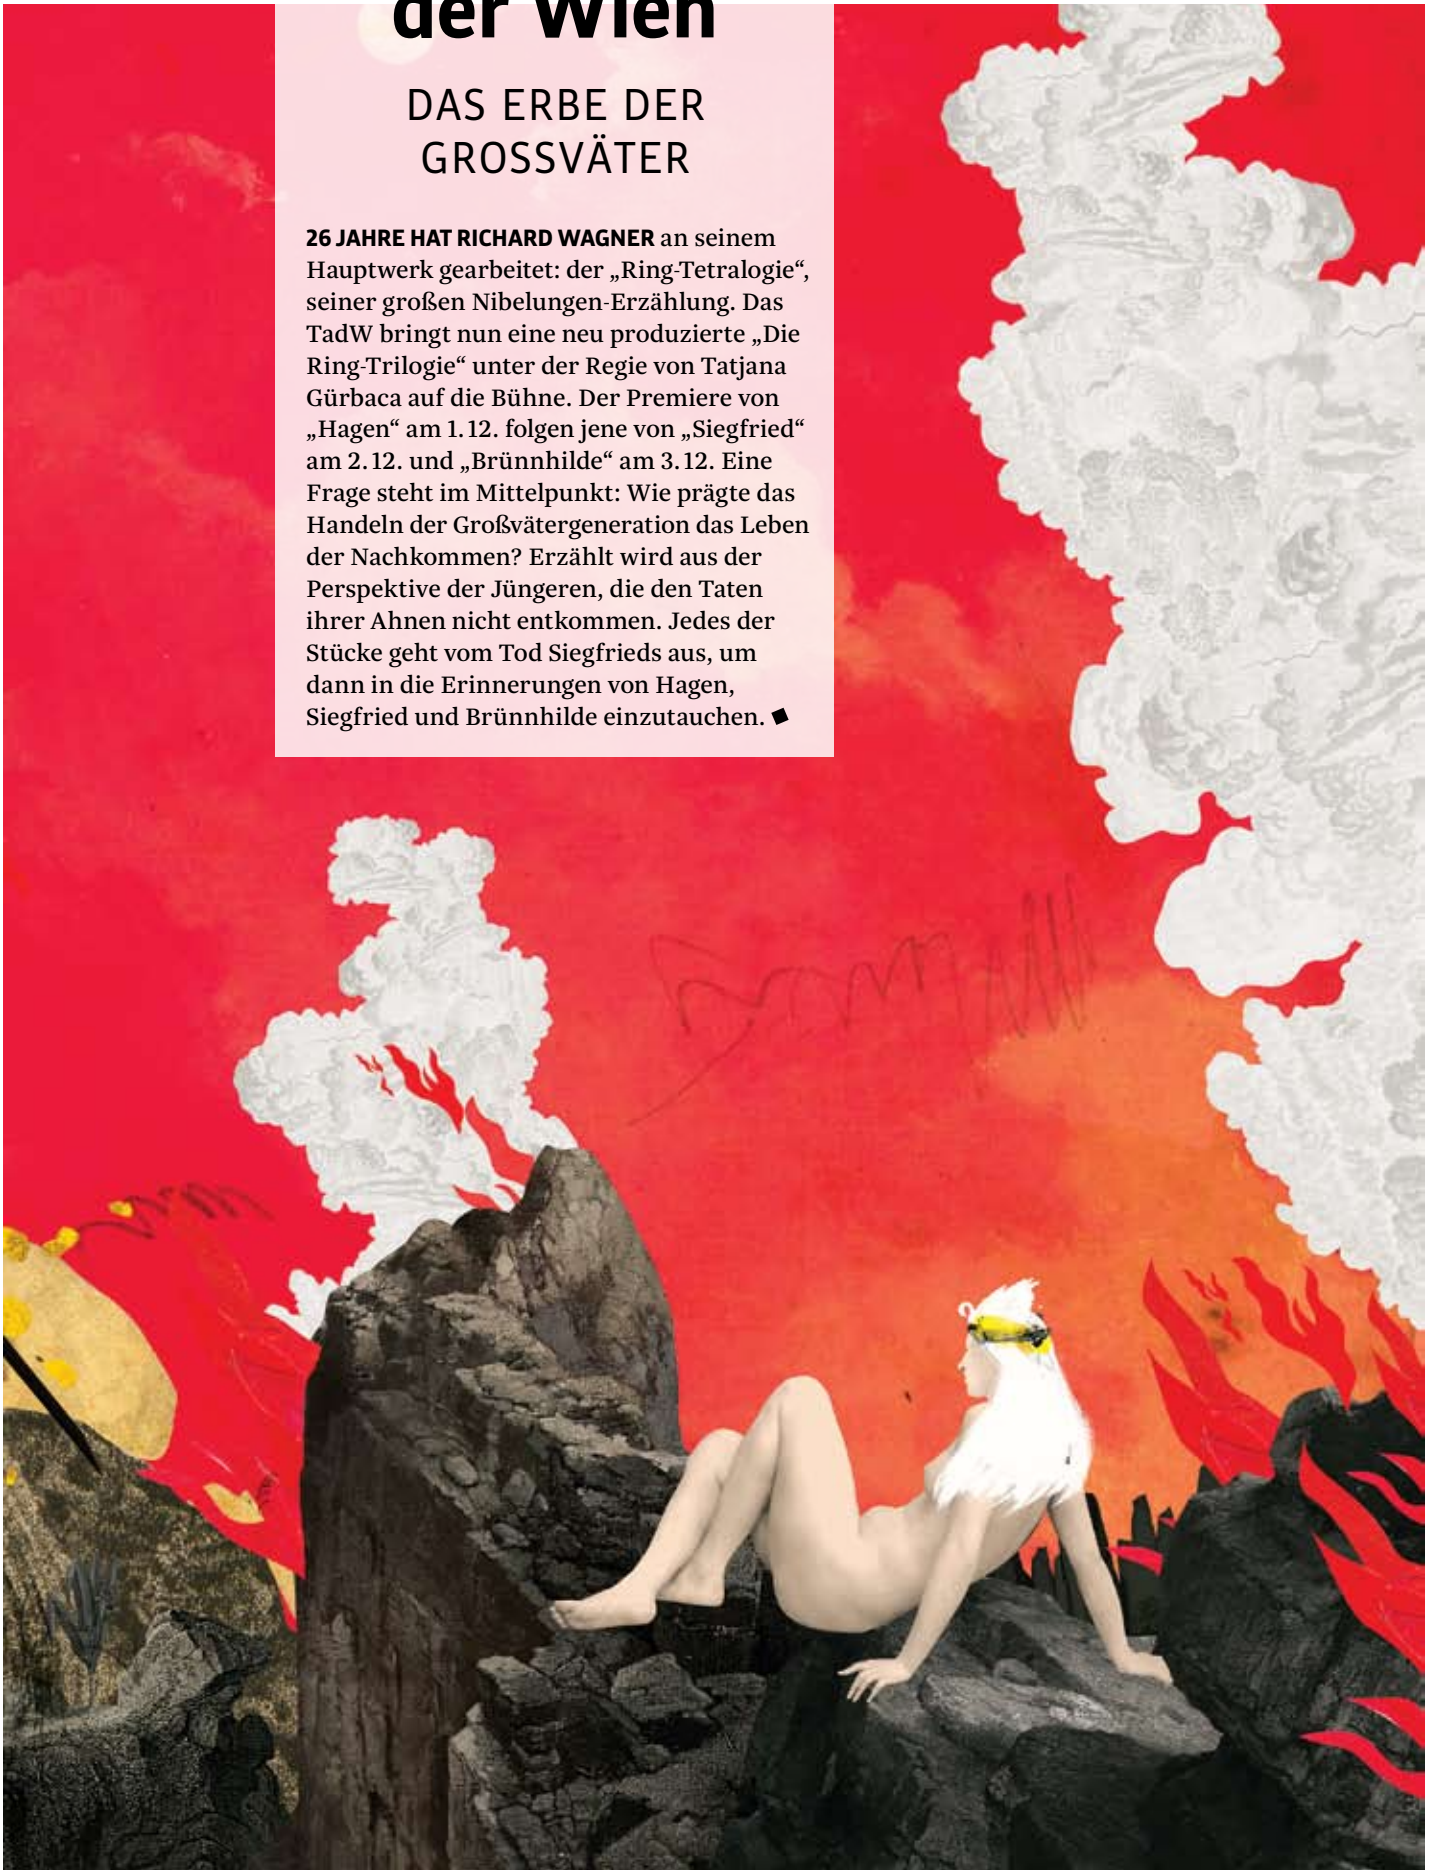 der Wien
DAS ERBE DER
GROSSVÄTER
26 JAHRE HAT RICHARD WAGNER an seinem
Hauptwerk gearbeitet: der „Ring-Tetralogie“,
seiner großen Nibelungen-Erzählung. Das
TadW bringt nun eine neu produzierte „Die
Ring-Trilogie“ unter der Regie von Tatjana
Gürbaca auf die Bühne. Der Premiere von
„Hagen“ am 1. 12. folgen jene von „Siegfried“
am 2. 12. und „Brünnhilde“ am 3. 12. Eine
Frage steht im Mittelpunkt: Wie prägte das
Handeln der Großvätergeneration das Leben
der Nachkommen? Erzählt wird aus der
Perspektive der Jüngeren, die den Taten
ihrer Ahnen nicht entkommen. Jedes der
Stücke geht vom Tod Siegfrieds aus, um
dann in die Erinnerungen von Hagen,
Siegfried und Brünnhilde einzutauchen.